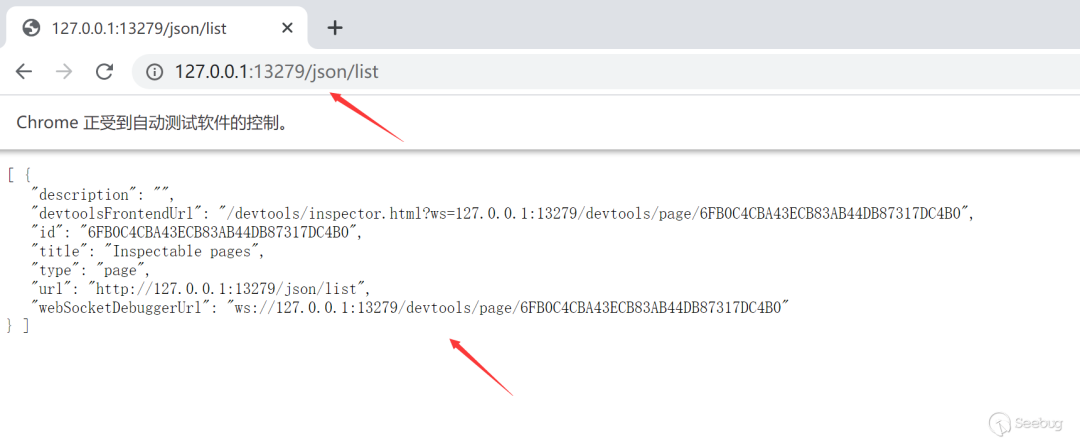 127.0.0.1:13279/json/list
127.0.0.1:13279/json/list
Chrome 正受到自动测试软件的控制。
[ {
"description": "",
"devtoolsFrontendUrl": "/devtools/inspector.html?ws=127.0.0.1:13279/devtools/page/6FB0C4CBA43ECB83AB44DB87317DC4B0",
"id": "6FB0C4CBA43ECB83AB44DB87317DC4B0",
"title": "Inspectable pages",
"type": "page",
"url": "http://127.0.0.1:13279/json/list",
"webSocketDebuggerUrl": "ws://127.0.0.1:13279/devtools/page/6FB0C4CBA43ECB83AB44DB87317DC4B0"
} ]
Seebug